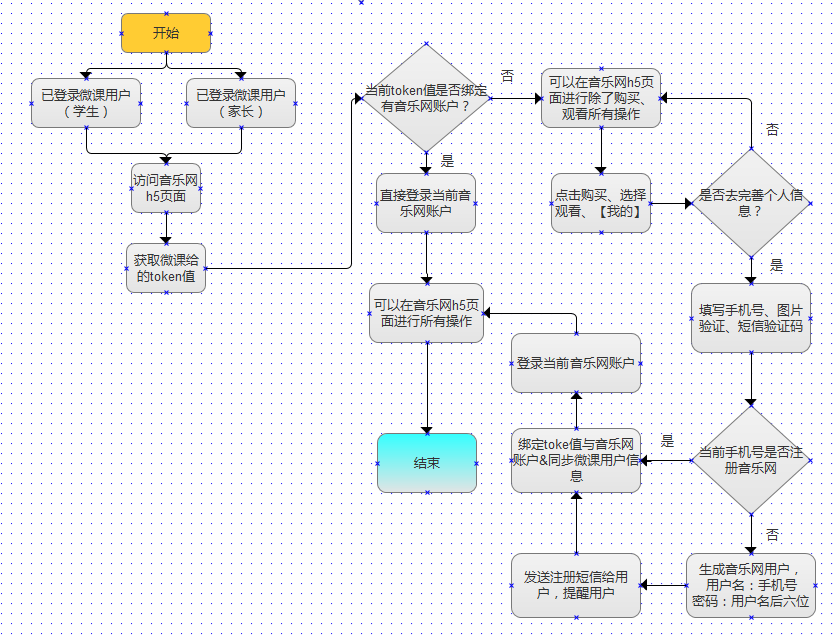 开始
已登录微课用户
（学生）
已登录微课用户
（家长）
访问音乐网
h5页面
获取微课给
的token值
当前token值是否绑定
有音乐网账户？
否
是
直接登录当前音
乐网账户
可以在音乐网h5页
面进行所有操作
结束
可以在音乐网h5页
面进行除了购买、
观看所有操作
点击购买、选择
观看、【我的】
是否去完善个人信
息？
否
是
填写手机号、图片
验证、短信验证码
当前手机号是否注
册音乐网
是
否
生成音乐网用户，
用户名：手机号
密码：用户名后六位
发送注册短信给用
户，提醒用户
绑定toke值与音乐网
账户&同步微课用户信
息
登录当前音乐网账户